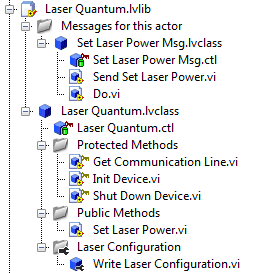 Laser Quantum.lvlib
Messages for this actor
Set Laser Power Msg.lvclass
Set Laser Power Msg.ctl
Send Set Laser Power.vi
Do.vi
Laser Quantum.lvclass
Laser Quantum.ctl
Protected Methods
Get Communication Line.vi
Init Device.vi
Shut Down Device.vi
Public Methods
Set Laser Power.vi
Laser Configuration
Write Laser Configuration.vi